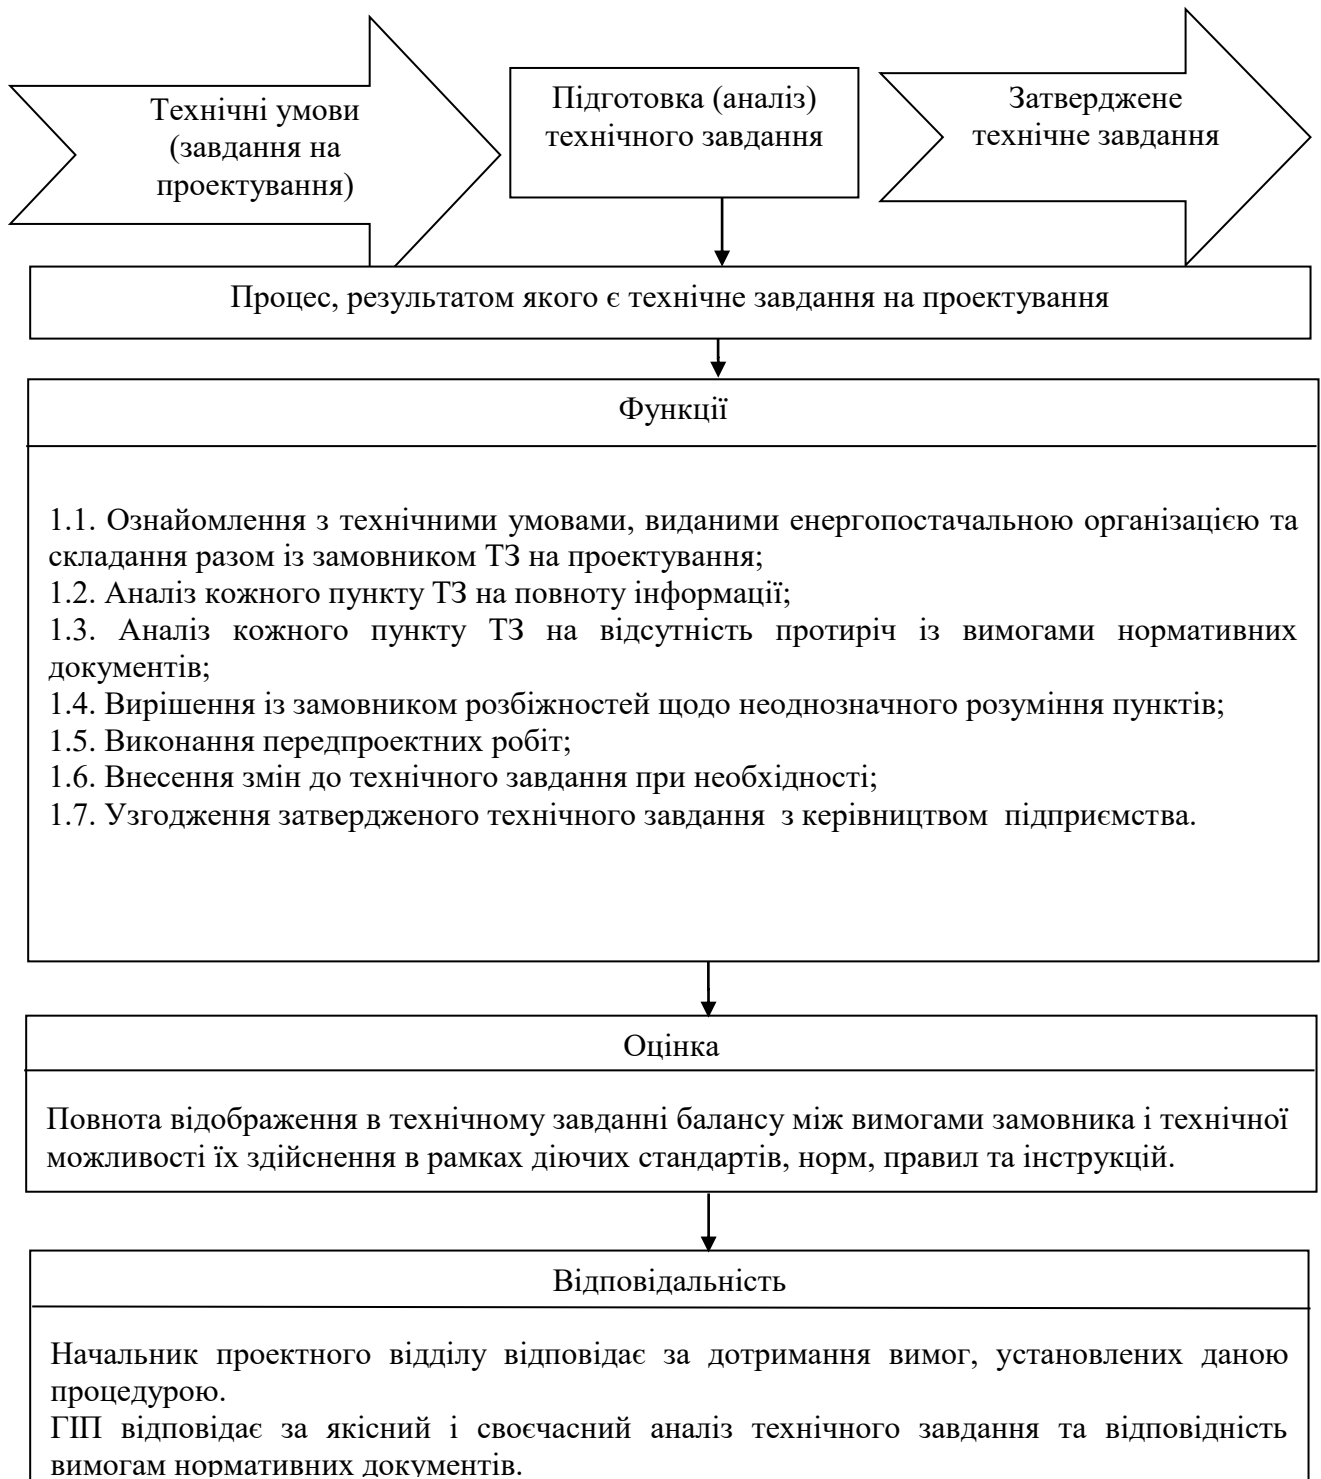 Технічні умови
(завдання на
проектування)
Підготовка (аналіз)
технічного завдання
Затверджене
технічне завдання
Процес, результатом якого є технічне завдання на проектування
Функції
1.1. Ознайомлення з технічними умовами, виданими енергопостачальною організацією та
складання разом із замовником ТЗ на проектування;
1.2. Аналіз кожного пункту ТЗ на повноту інформації;
1.3. Аналіз кожного пункту ТЗ на відсутність протиріч із вимогами нормативних
документів;
1.4. Вирішення із замовником розбіжностей щодо неоднозначного розуміння пунктів;
1.5. Виконання передпроектних робіт;
1.6. Внесення змін до технічного завдання при необхідності;
1.7. Узгодження затвердженого технічного завдання з керівництвом підприємства.
Оцінка
Повнота відображення в технічному завданні балансу між вимогами замовника і технічної
можливості їх здійснення в рамках діючих стандартів, норм, правил та інструкцій.
Відповідальність
Начальник проектного відділу відповідає за дотримання вимог, установлених даною
процедурою.
ГІП відповідає за якісний і своєчасний аналіз технічного завдання та відповідність
вимогам нормативних документів.